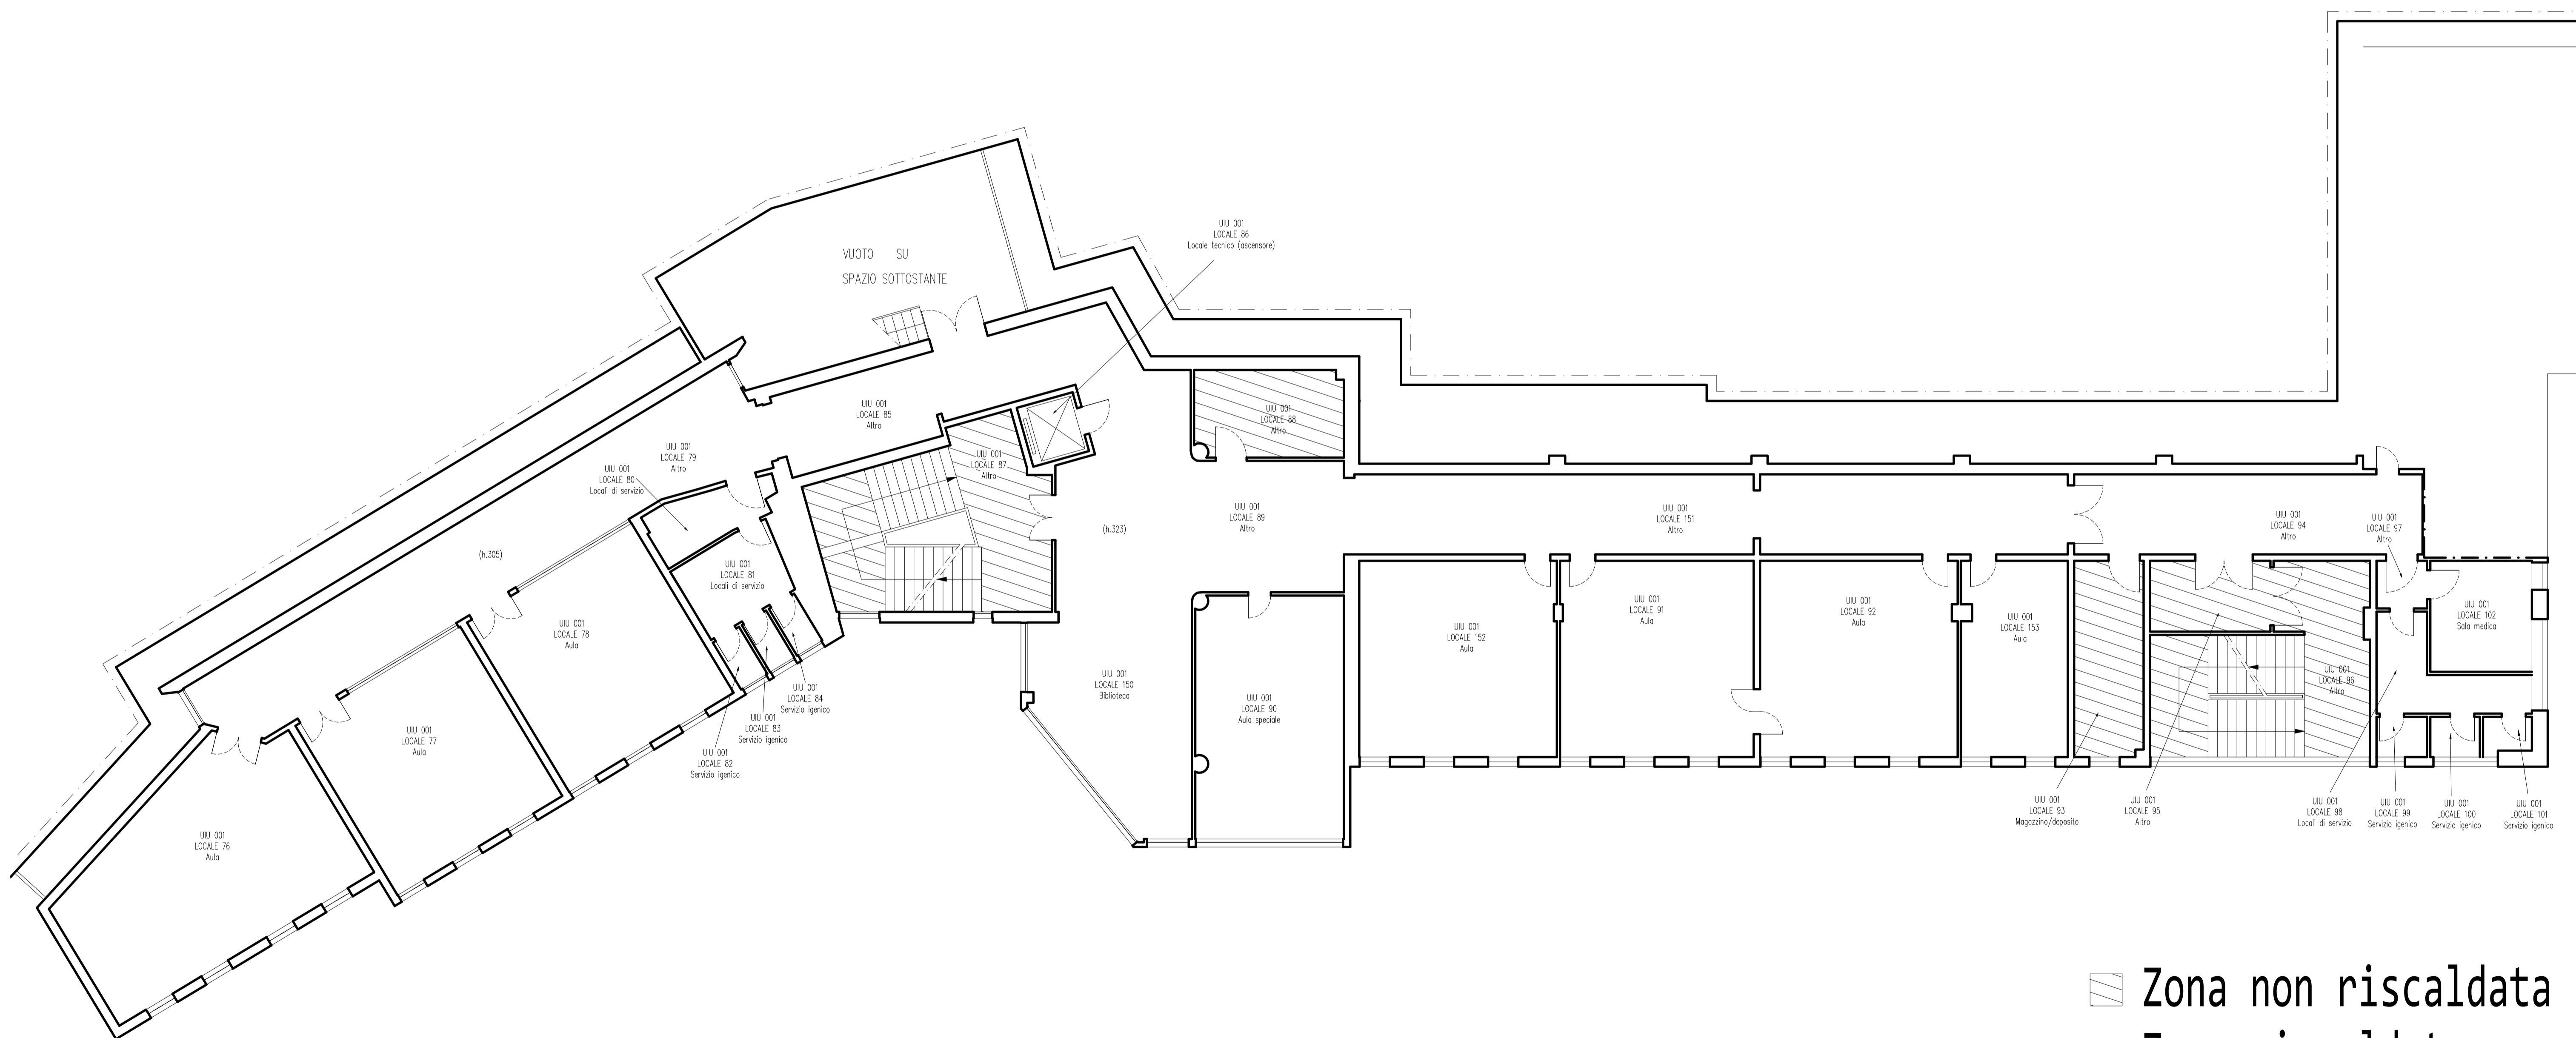 UIU 001
LOCALE 86
Locale tecnico (ascensore)
VUOTO SU
SPAZIO SOTTOSTANTE
UIU 001
LOCALE 85
Altro
UIU 001
LOCALE 88
Altro
UIU 001
LOCALE 79
Altro
UIU 001
LOCALE 80
Locali di servizio
UIU 001
LOCALE 87
Altro
(h.305)
(h.323)
UIU 001
LOCALE 89
Altro
UIU 001
LOCALE 151
Altro
UIU 001
LOCALE 94
Altro
UIU 001
LOCALE 97
Altro
UIU 001
LOCALE 81
Locali di servizio
UIU 001
LOCALE 78
Aula
UIU 001
LOCALE 152
Aula
UIU 001
LOCALE 91
Aula
UIU 001
LOCALE 92
Aula
UIU 001
LOCALE 153
Aula
UIU 001
LOCALE 102
Sala medica
UIU 001
LOCALE 96
Altro
UIU 001
LOCALE 150
Biblioteca
UIU 001
LOCALE 90
Aula speciale
UIU 001
LOCALE 84
Servizio igenico
UIU 001
LOCALE 83
Servizio igenico
UIU 001
LOCALE 82
Servizio igenico
UIU 001
LOCALE 77
Aula
UIU 001
LOCALE 76
Aula
UIU 001
LOCALE 93
Magazzino/deposito
UIU 001
LOCALE 95
Altro
UIU 001
LOCALE 98
Locali di servizio
UIU 001
LOCALE 99
Servizio igenico
UIU 001
LOCALE 100
Servizio igenico
UIU 001
LOCALE 101
Servizio igenico
Zona non riscaldata